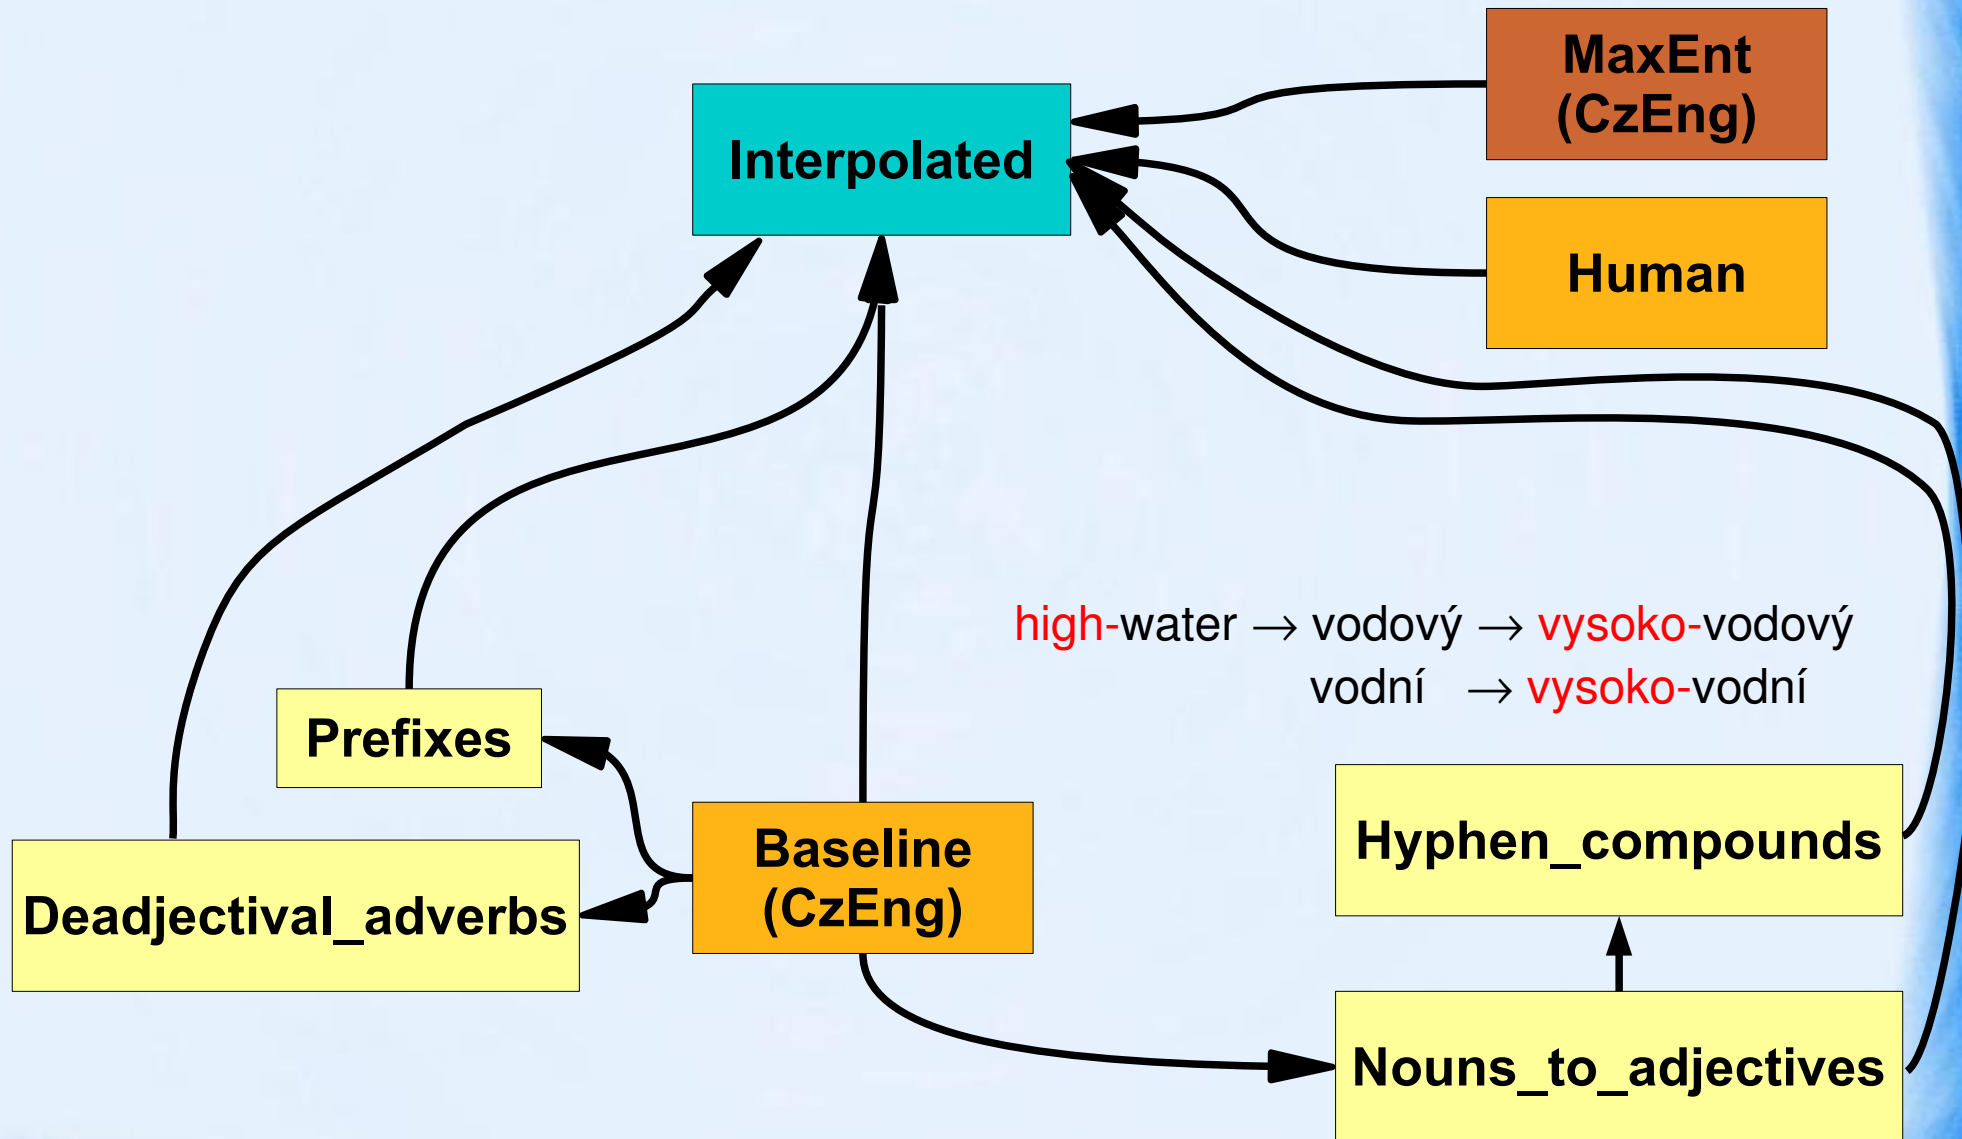 MaxEnt
(CzEng)
Interpolated
Human
high-water → vodový → vysoko-vodový
vodní → vysoko-vodní
Prefixes
Baseline
(CzEng)
Hyphen_compounds
Deadjectival_adverbs
Nouns_to_adjectives